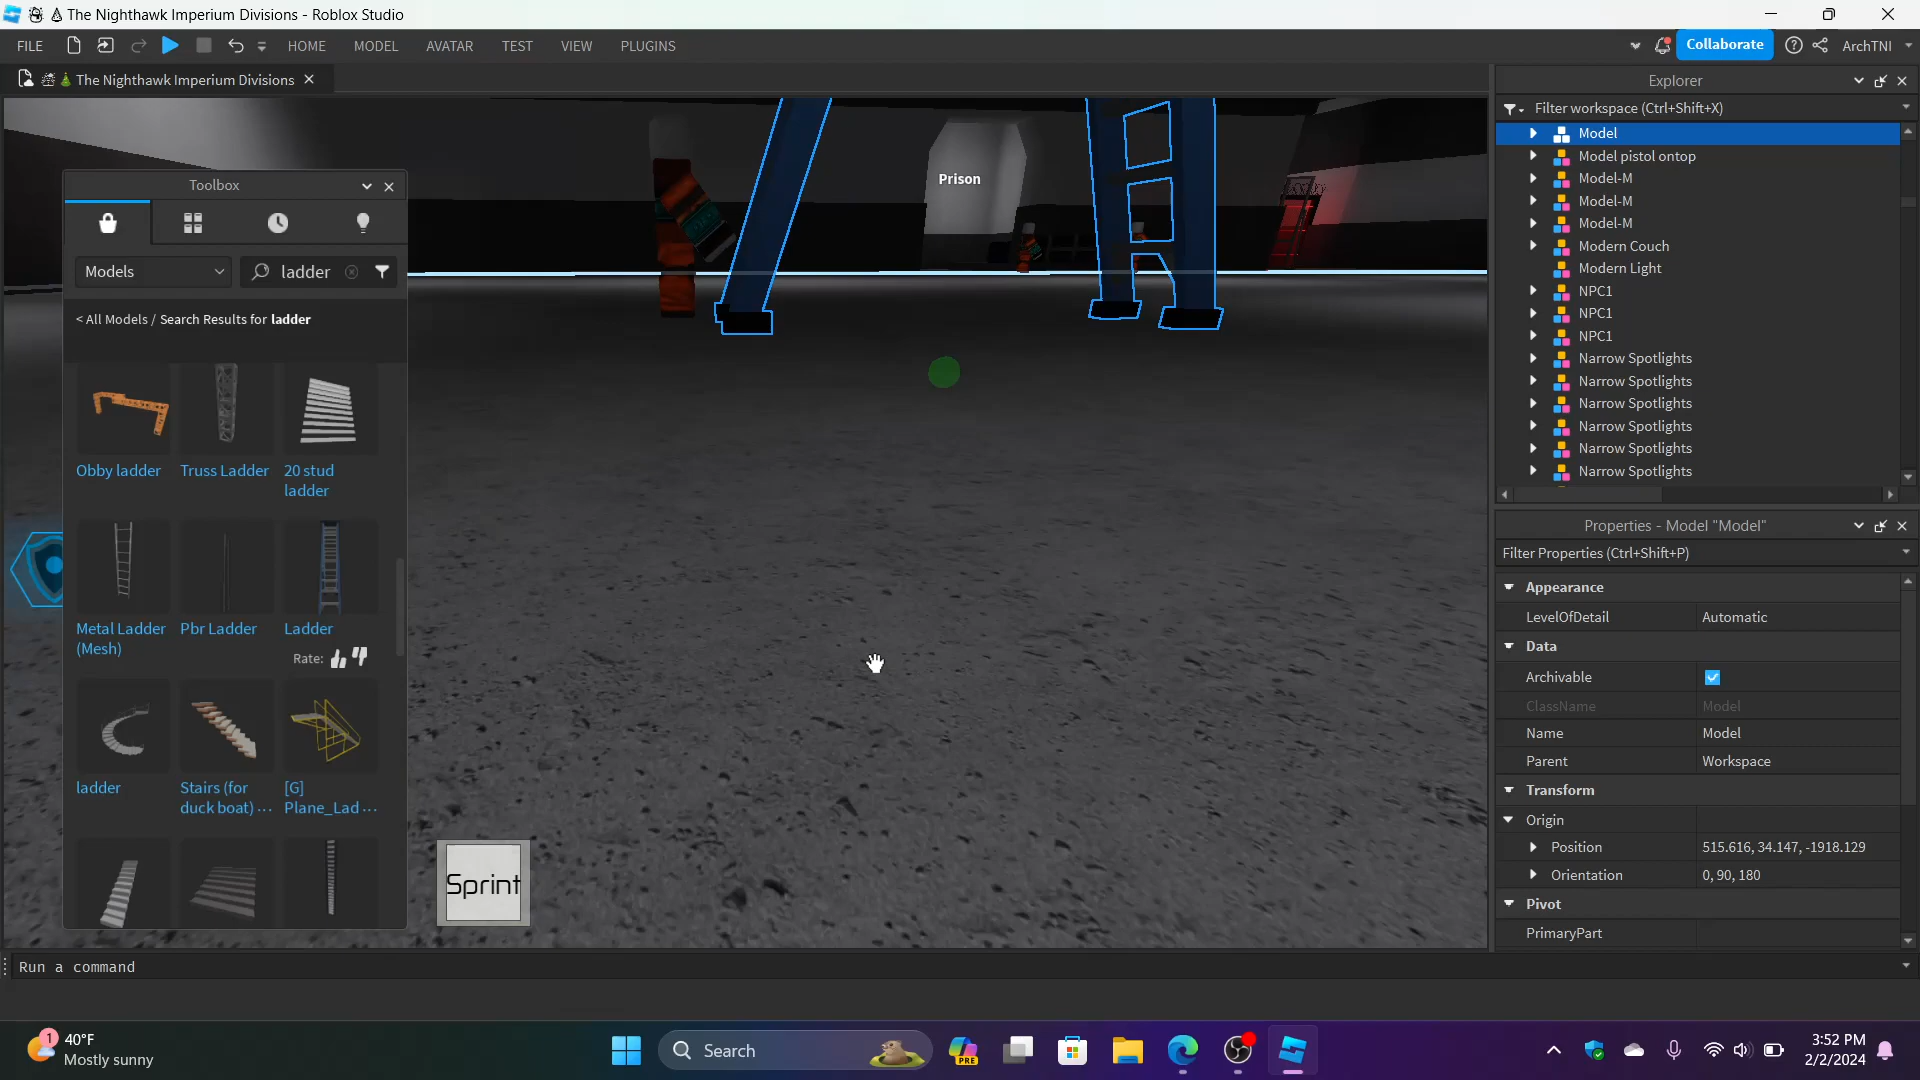 The Nighthawk Imperium Divisions - Roblox Studio
FILE
HOME
MODEL
AVATAR
TEST
VIEW
PLUGINS
Collaborate
ArchTNI
The Nighthawk Imperium Divisions
Toolbox
Models
ladder
< All Models / Search Results for ladder
Obby ladder
Truss Ladder
20 stud
ladder
Metal Ladder
(Mesh)
Pbr Ladder
Ladder
Rate:
ladder
Stairs (for
duck boat) ...
[G]
Plane_Lad...
Prison
Sprint
Explorer
Filter workspace (Ctrl+Shift+X)
Model
Model pistol ontop
Model-M
Model-M
Model-M
Modern Couch
Modern Light
NPC1
NPC1
NPC1
Narrow Spotlights
Narrow Spotlights
Narrow Spotlights
Narrow Spotlights
Narrow Spotlights
Narrow Spotlights
Properties - Model "Model"
Filter Properties (Ctrl+Shift+P)
Appearance
LevelOfDetail Automatic
Data
Archivable
ClassName Model
Name Model
Parent Workspace
Transform
Origin
Position 515.616, 34.147, -1918.129
Orientation 0, 90, 180
Pivot
PrimaryPart
Run a command
1
40°F
Mostly sunny
Search
PRE
3:52 PM
2/2/2024